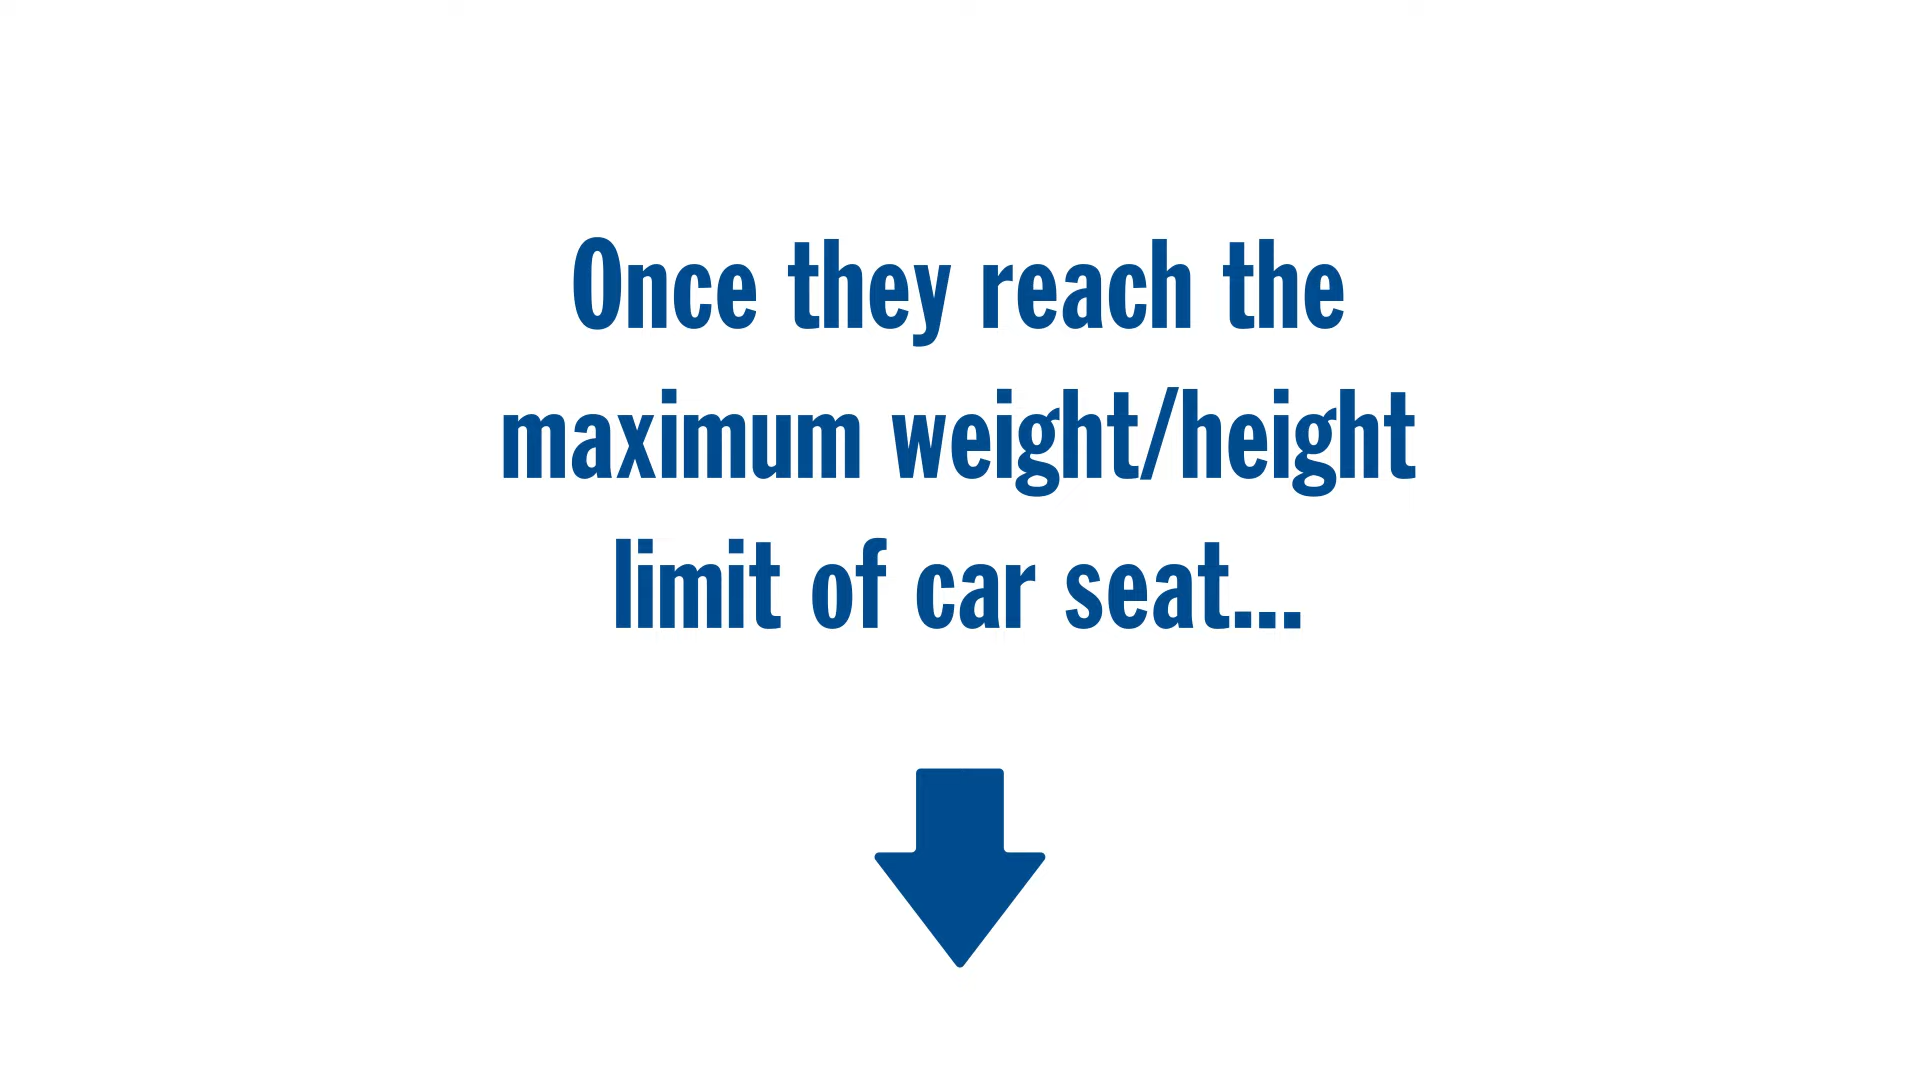 Once they reach the
maximum weight/height
limit of car seat...